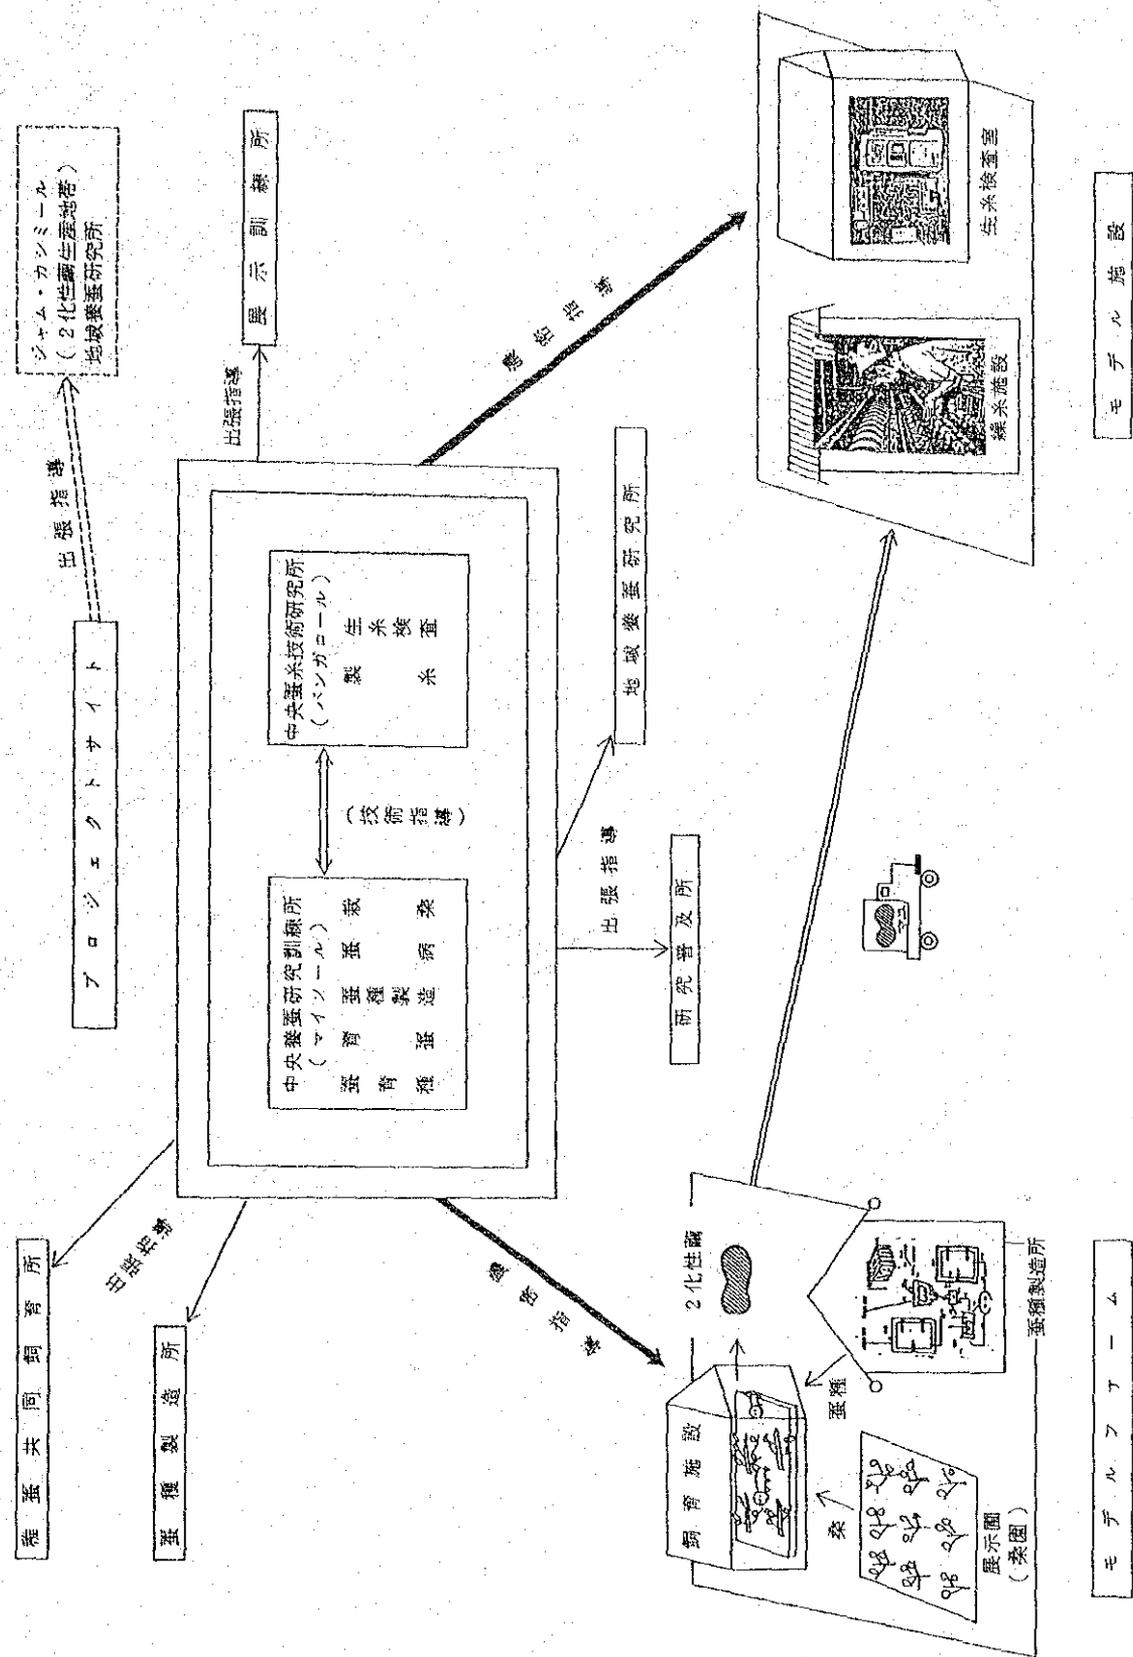 稚蚕共同飼育所
プロジェクトサイト
出張指導
ジャム・カシミール
（２化性繭生産地帯）
地域養蚕研究所
出張指導
蚕種製造所
出張指導
展示訓練所
中央養蚕研究訓練所
（マイソール）
蚕育種
育蚕
蚕種製造
蚕病
栽桑
（技術指導）
中央蚕糸技術研究所
（バンガロール）
製糸
生糸検査
濃密指導
濃密指導
出張指導
研究普及所
地域養蚕研究所
飼育施設
２化性繭
桑
蚕種
展示圃
（桑園）
蚕種製造所
繰糸施設
生糸検査室
モデルファーム
モデル施設